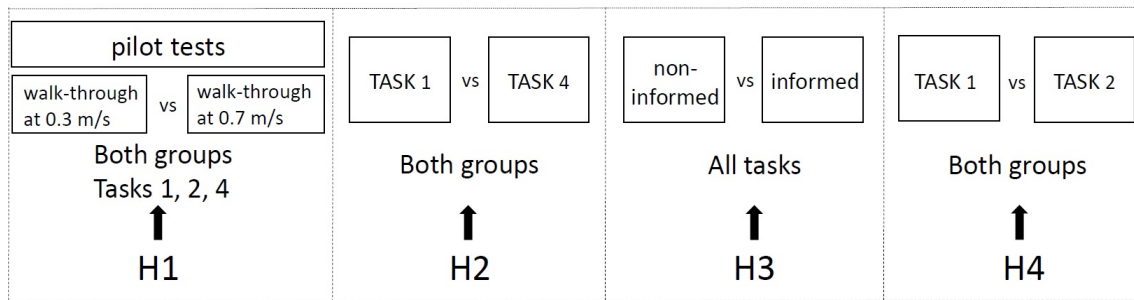 pilot tests
walk-through
at 0.3 m/s
vs
walk-through
at 0.7 m/s
Both groups
Tasks 1, 2, 4
H1
TASK 1
vs
TASK 4
Both groups
H2
non-
informed
vs
informed
All tasks
H3
TASK 1
vs
TASK 2
Both groups
H4